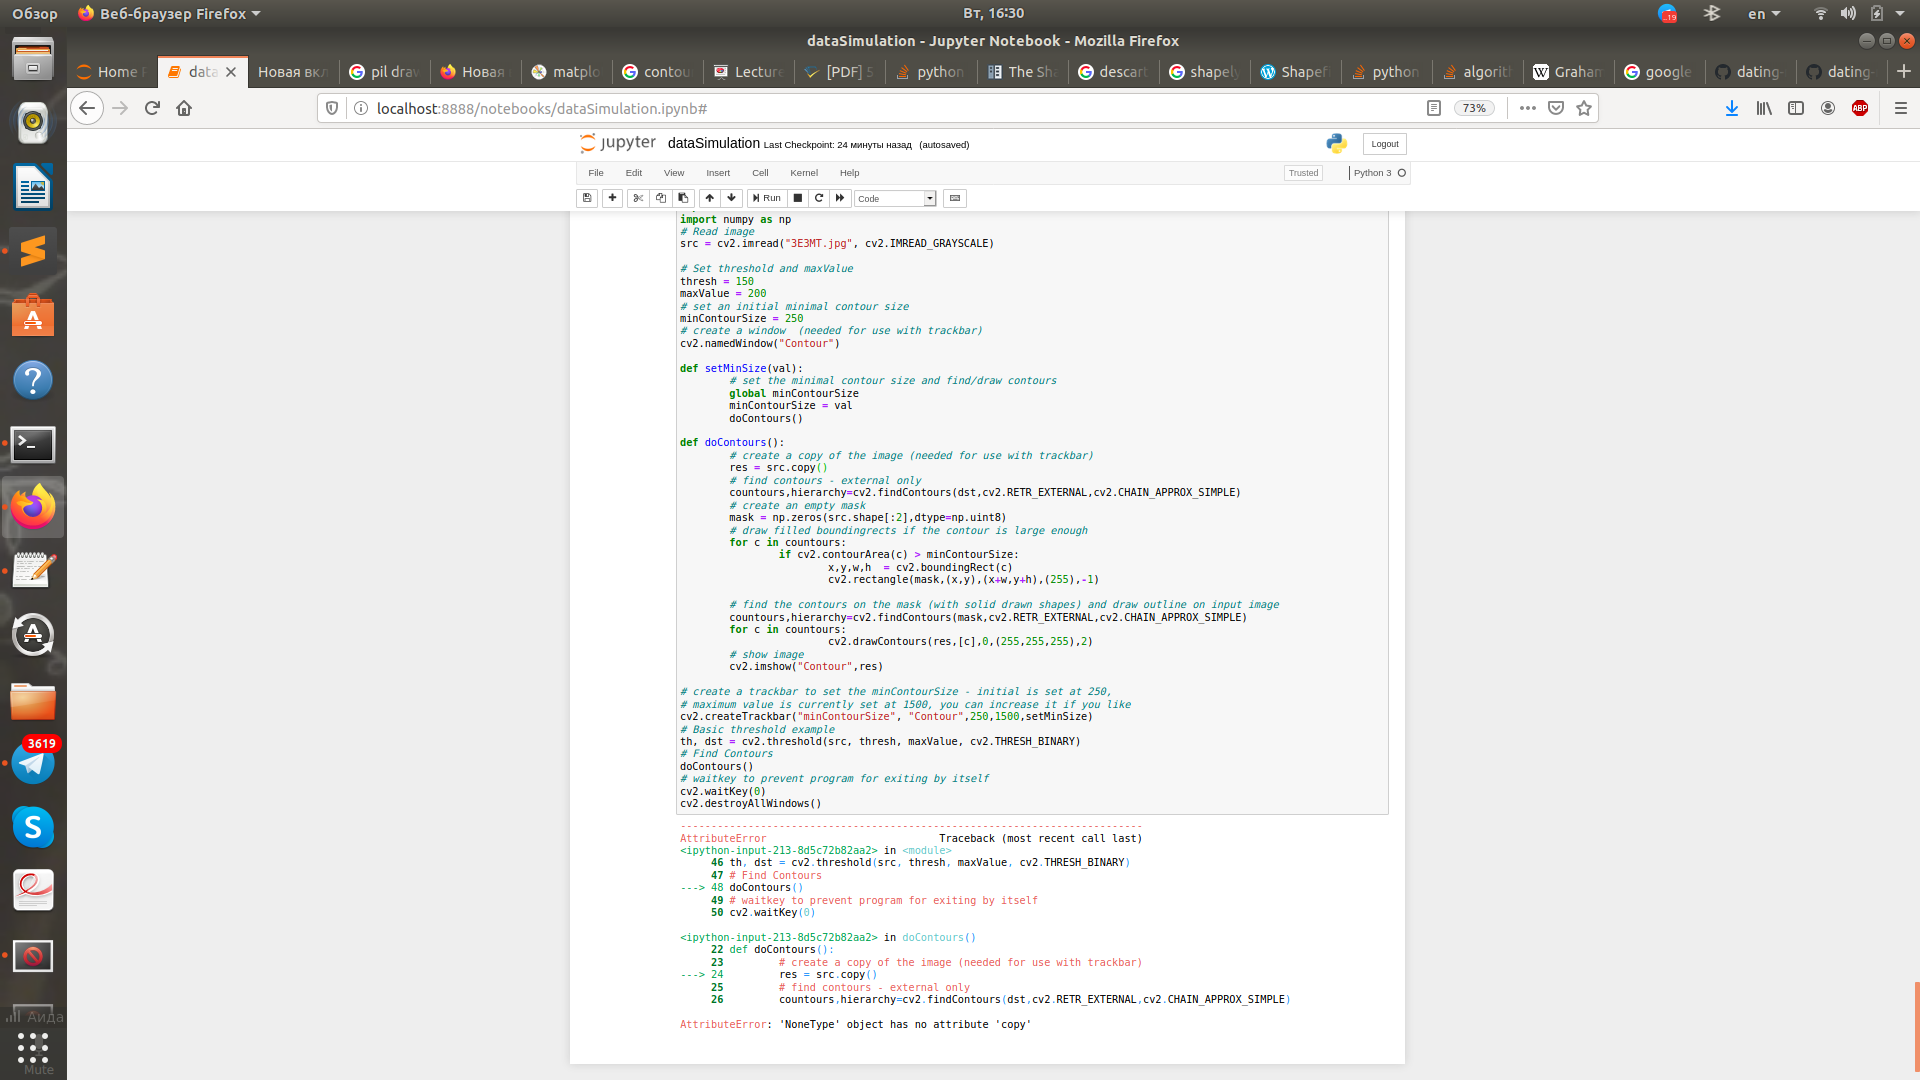 Обзор Веб-браузер Firefox Вт, 16:30 19 en
dataSimulation - Jupyter Notebook - Mozilla Firefox
Home data Новая вкл pil draw Новая matplo contou Lecture [PDF] S python The Sha descart shapely Shapefi python algorit Graham google dating- dating-
localhost:8888/notebooks/dataSimulation.ipynb# 73% ABP
jupyter dataSimulation Last Checkpoint: 24 минуты назад (autosaved) Logout
File Edit View Insert Cell Kernel Help Trusted Python 3
Run Code
import numpy as np
# Read image
src = cv2.imread("3E3MT.jpg", cv2.IMREAD_GRAYSCALE)
# Set threshold and maxValue
thresh = 150
maxValue = 200
# set an initial minimal contour size
minContourSize = 250
# create a window  (needed for use with trackbar)
cv2.namedWindow("Contour")
def setMinSize(val):
# set the minimal contour size and find/draw contours
global minContourSize
minContourSize = val
doContours()
def doContours():
# create a copy of the image (needed for use with trackbar)
res = src.copy()
# find contours - external only
countours,hierarchy=cv2.findContours(dst,cv2.RETR_EXTERNAL,cv2.CHAIN_APPROX_SIMPLE)
# create an empty mask
mask = np.zeros(src.shape[:2],dtype=np.uint8)
# draw filled boundingrects if the contour is large enough
for c in countours:
if cv2.contourArea(c) > minContourSize:
x,y,w,h  = cv2.boundingRect(c)
cv2.rectangle(mask,(x,y),(x+w,y+h),(255),-1)
# find the contours on the mask (with solid drawn shapes) and draw outline on input image
countours,hierarchy=cv2.findContours(mask,cv2.RETR_EXTERNAL,cv2.CHAIN_APPROX_SIMPLE)
for c in countours:
cv2.drawContours(res,[c],0,(255,255,255),2)
# show image
cv2.imshow("Contour",res)
# create a trackbar to set the minContourSize - initial is set at 250,
# maximum value is currently set at 1500, you can increase it if you like
cv2.createTrackbar("minContourSize", "Contour",250,1500,setMinSize)
# Basic threshold example
th, dst = cv2.threshold(src, thresh, maxValue, cv2.THRESH_BINARY)
# Find Contours
doContours()
# waitkey to prevent program for exiting by itself
cv2.waitKey(0)
cv2.destroyAllWindows()
---------------------------------------------------------------------------
AttributeError Traceback (most recent call last)
<ipython-input-213-8d5c72b82aa2> in <module>
46 th, dst = cv2.threshold(src, thresh, maxValue, cv2.THRESH_BINARY)
47 # Find Contours
---> 48 doContours()
49 # waitkey to prevent program for exiting by itself
50 cv2.waitKey(0)
<ipython-input-213-8d5c72b82aa2> in doContours()
22 def doContours():
23 # create a copy of the image (needed for use with trackbar)
---> 24 res = src.copy()
25 # find contours - external only
26 countours,hierarchy=cv2.findContours(dst,cv2.RETR_EXTERNAL,cv2.CHAIN_APPROX_SIMPLE)
AttributeError: 'NoneType' object has no attribute 'copy'
3619
Аида
Mute